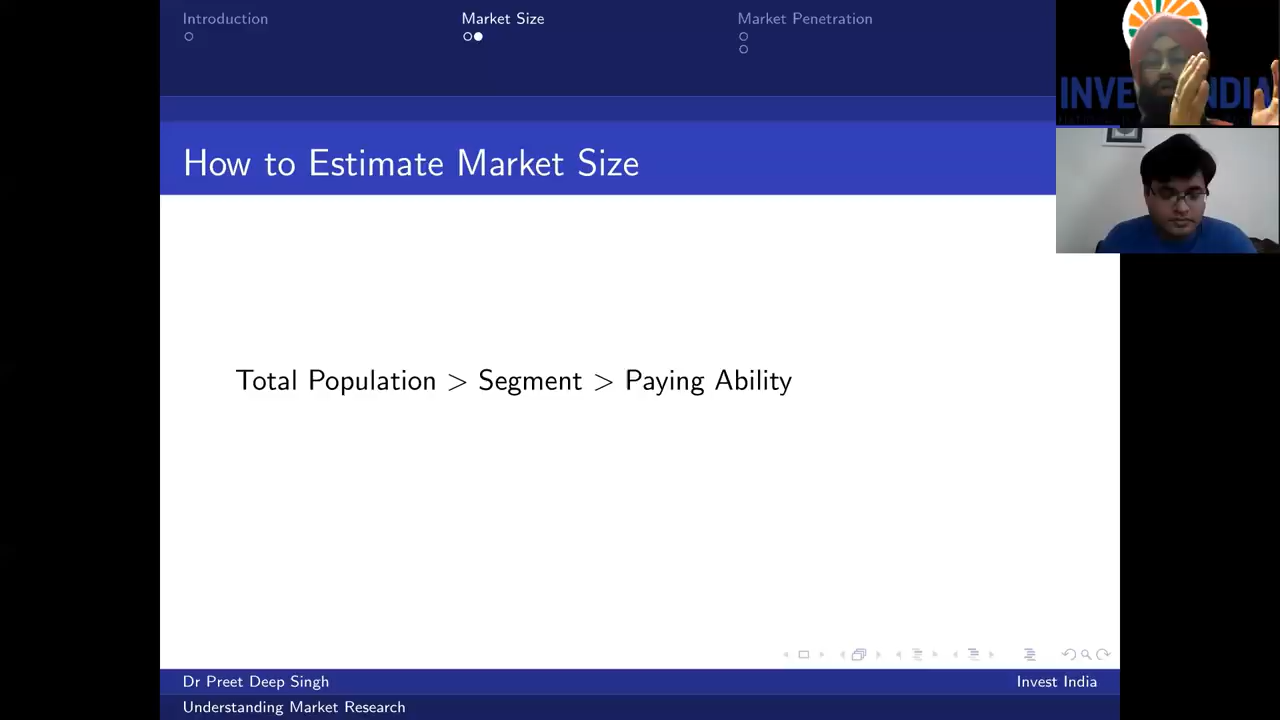 Introduction
Market Size
Market Penetration
How to Estimate Market Size
Total Population > Segment > Paying Ability
Dr Preet Deep Singh
Invest India
Understanding Market Research